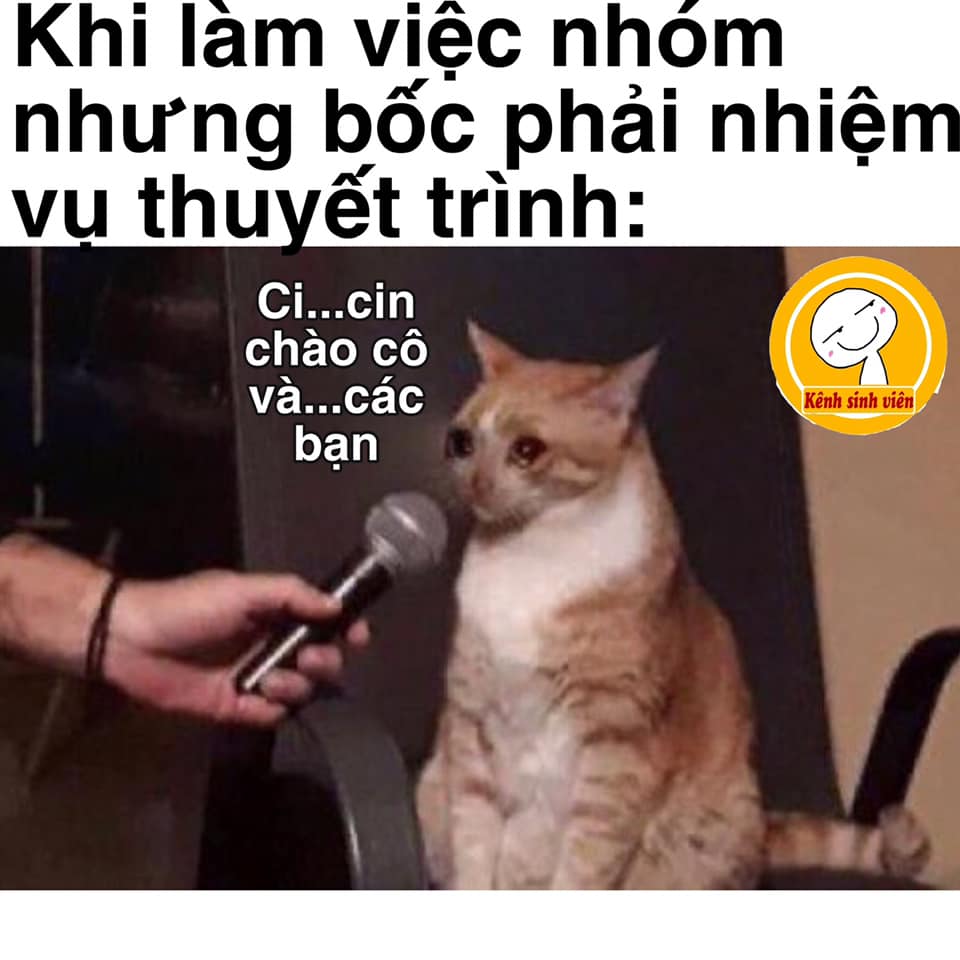 Khi làm việc nhóm
nhưng bốc phải nhiệm
vụ thuyết trình:
Ci...cin
chào cô
và...các
bạn
Kênh sinh viên